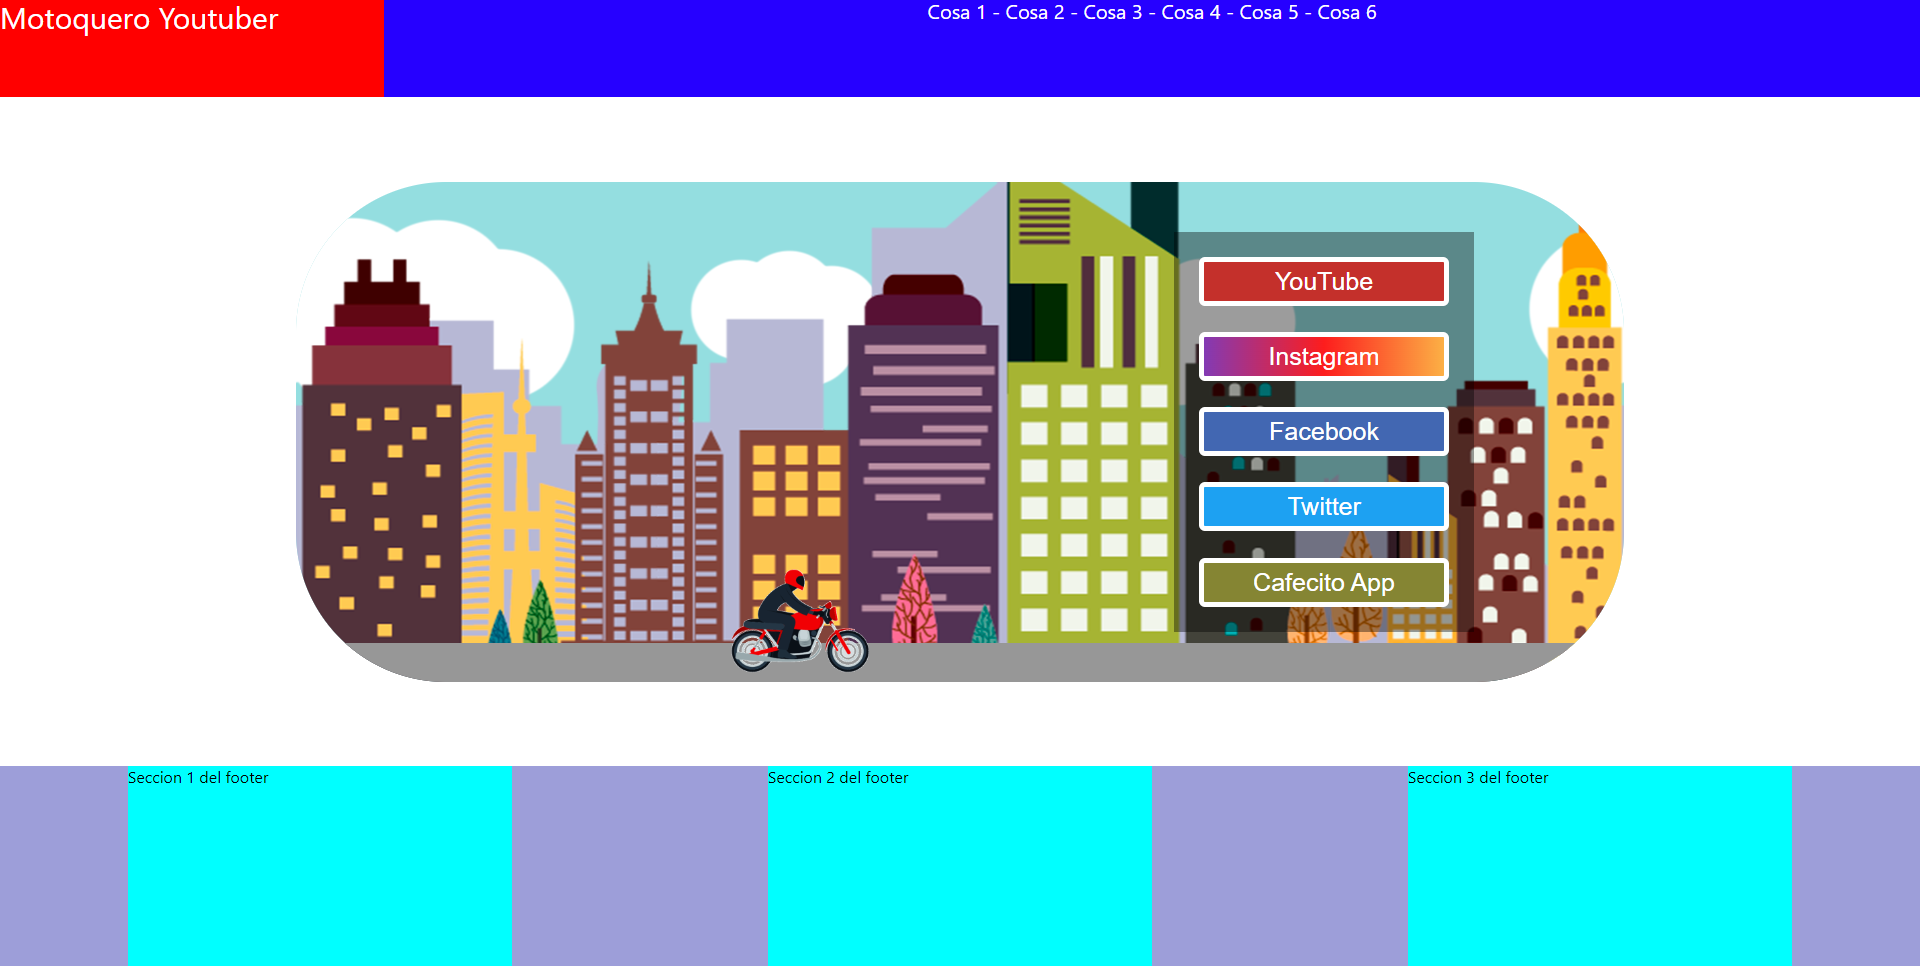 Motoquero Youtuber
Cosa 1 - Cosa 2 - Cosa 3 - Cosa 4 - Cosa 5 - Cosa 6
YouTube
Instagram
Facebook
Twitter
Cafecito App
Seccion 1 del footer
Seccion 2 del footer
Seccion 3 del footer